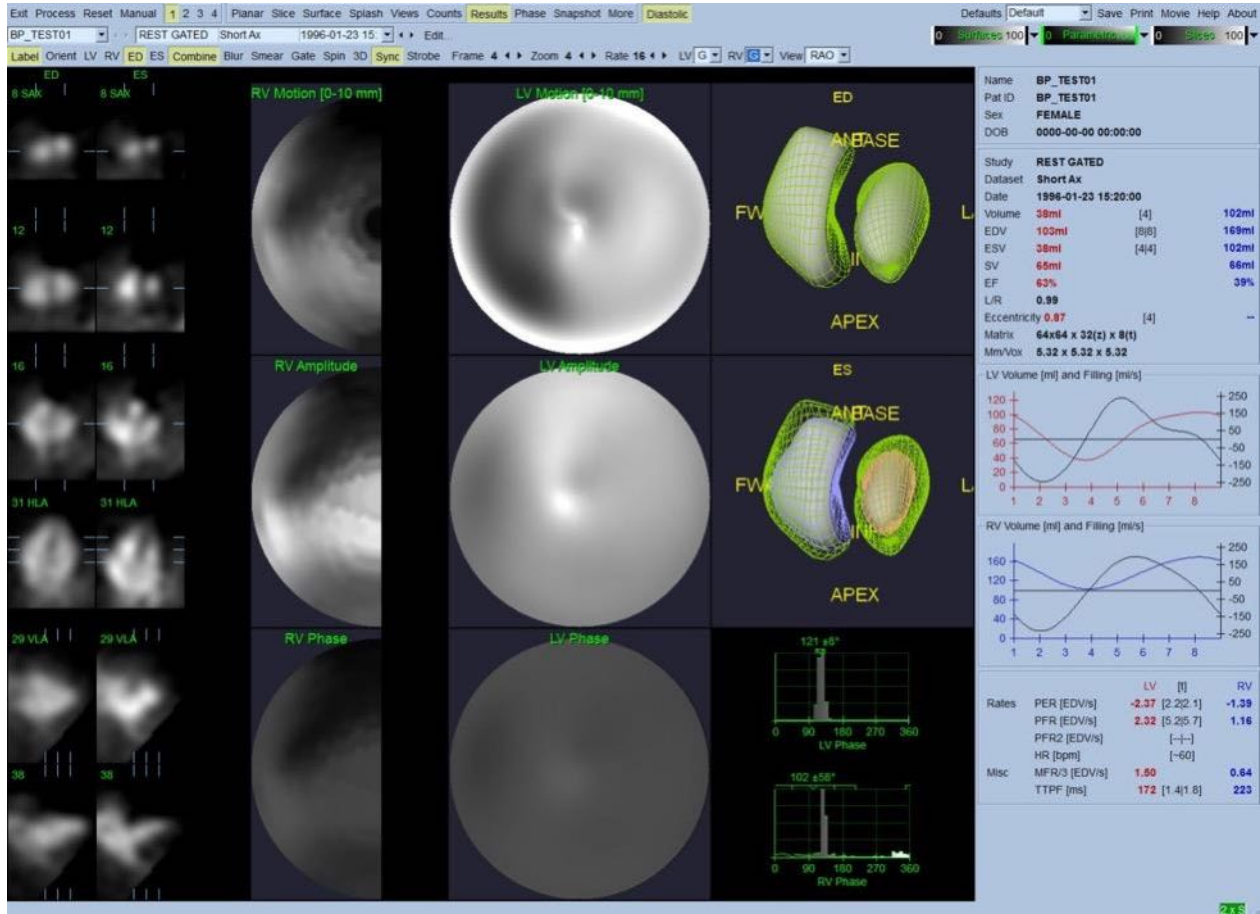 Exit Process Reset Manual 1 2 3 4 Planar Slice Surface Splash Views Counts Results Phase Snapshot More Diastolic Defaults Default Save Print Movie Help About
BP_TEST01 REST GATED Short Ax 1996-01-23 15: Edit... 0 Surfaces 100 0 Parametric 0 Slices 100
Label Orient LV RV ED ES Combine Blur Smear Gate Spin 3D Sync Strobe Frame 4 Zoom 4 Rate 16 LV G RV G View RAO
ED ES
8 SAX 8 SAX
12 12
16 16
31 HLA 31 HLA
29 VLA 29 VLA
38 38
RV Motion [0-10 mm] LV Motion [0-10 mm]
RV Amplitude LV Amplitude
RV Phase LV Phase
ED
ANT BASE
FW
APEX
ES
ANT BASE
FW
APEX
121 ±6°
0 90 180 270 360
LV Phase
102 ±58°
0 90 180 270 360
RV Phase
Name BP_TEST01
Pat ID BP_TEST01
Sex FEMALE
DOB 0000-00-00 00:00:00
Study REST GATED
Dataset Short Ax
Date 1996-01-23 15:20:00
Volume 38ml [4] 102ml
EDV 103ml [8|8] 169ml
ESV 38ml [4|4] 102ml
SV 65ml 66ml
EF 63% 39%
L/R 0.99
Eccentricity 0.87 [4] --
Matrix 64x64 x 32(z) x 8(t)
Mm/Vox 5.32 x 5.32 x 5.32
LV Volume [ml] and Filling [ml/s]
120 100 80 60 40 20 0
250 150 50 -50 -150 -250
1 2 3 4 5 6 7 8
RV Volume [ml] and Filling [ml/s]
160 120 80 40 0
250 150 50 -50 -150 -250
1 2 3 4 5 6 7 8
LV [t] RV
Rates PER [EDV/s] -2.37 [2.2|2.1] -1.39
PFR [EDV/s] 2.32 [5.2|5.7] 1.16
PFR2 [EDV/s] [--|--]
HR [bpm] [~60]
Misc MFR/3 [EDV/s] 1.50 0.64
TTPF [ms] 172 [1.4|1.8] 223
2 x S